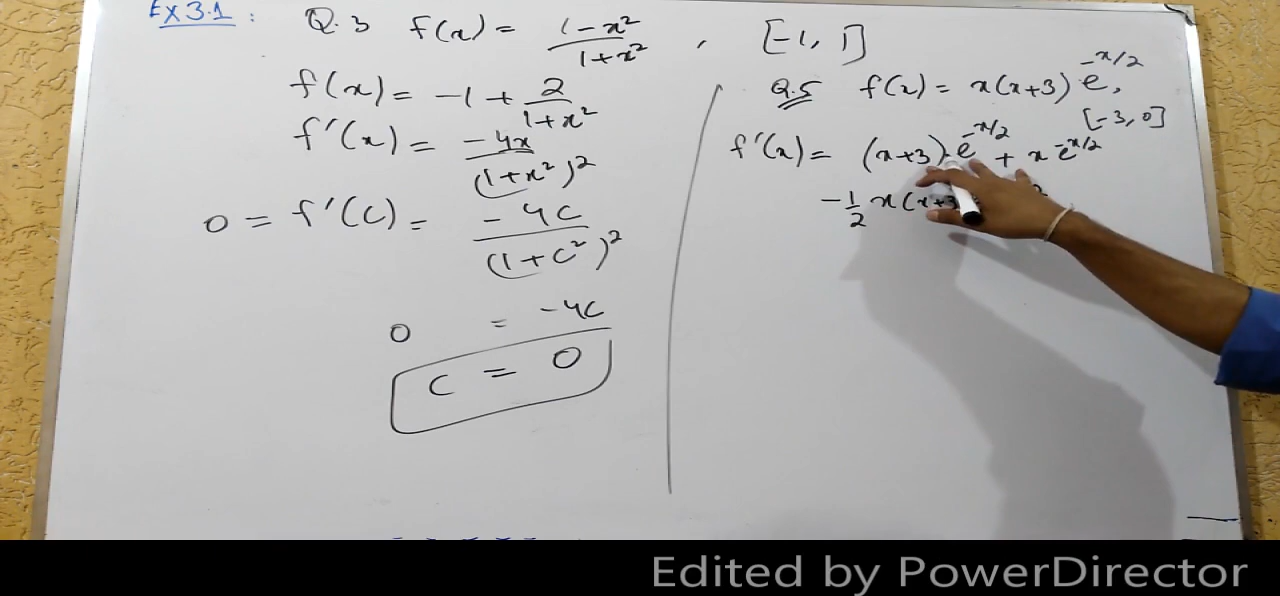 Ex 3.1 : Q.3 f(x) = (1-x²)/(1+x²) , [-1, 1]
f(x) = -1 + 2/(1+x²)
f'(x) = -4x/(1+x²)²
0 = f'(c) = -4c/(1+c²)²
0 = -4c
c = 0
Q.5 f(x) = x(x+3) e^(-x/2),
[-3, 0]
f'(x) = (x+3) e^(-x/2) + x e^(-x/2)
-1/2 x(x+3
Edited by PowerDirector